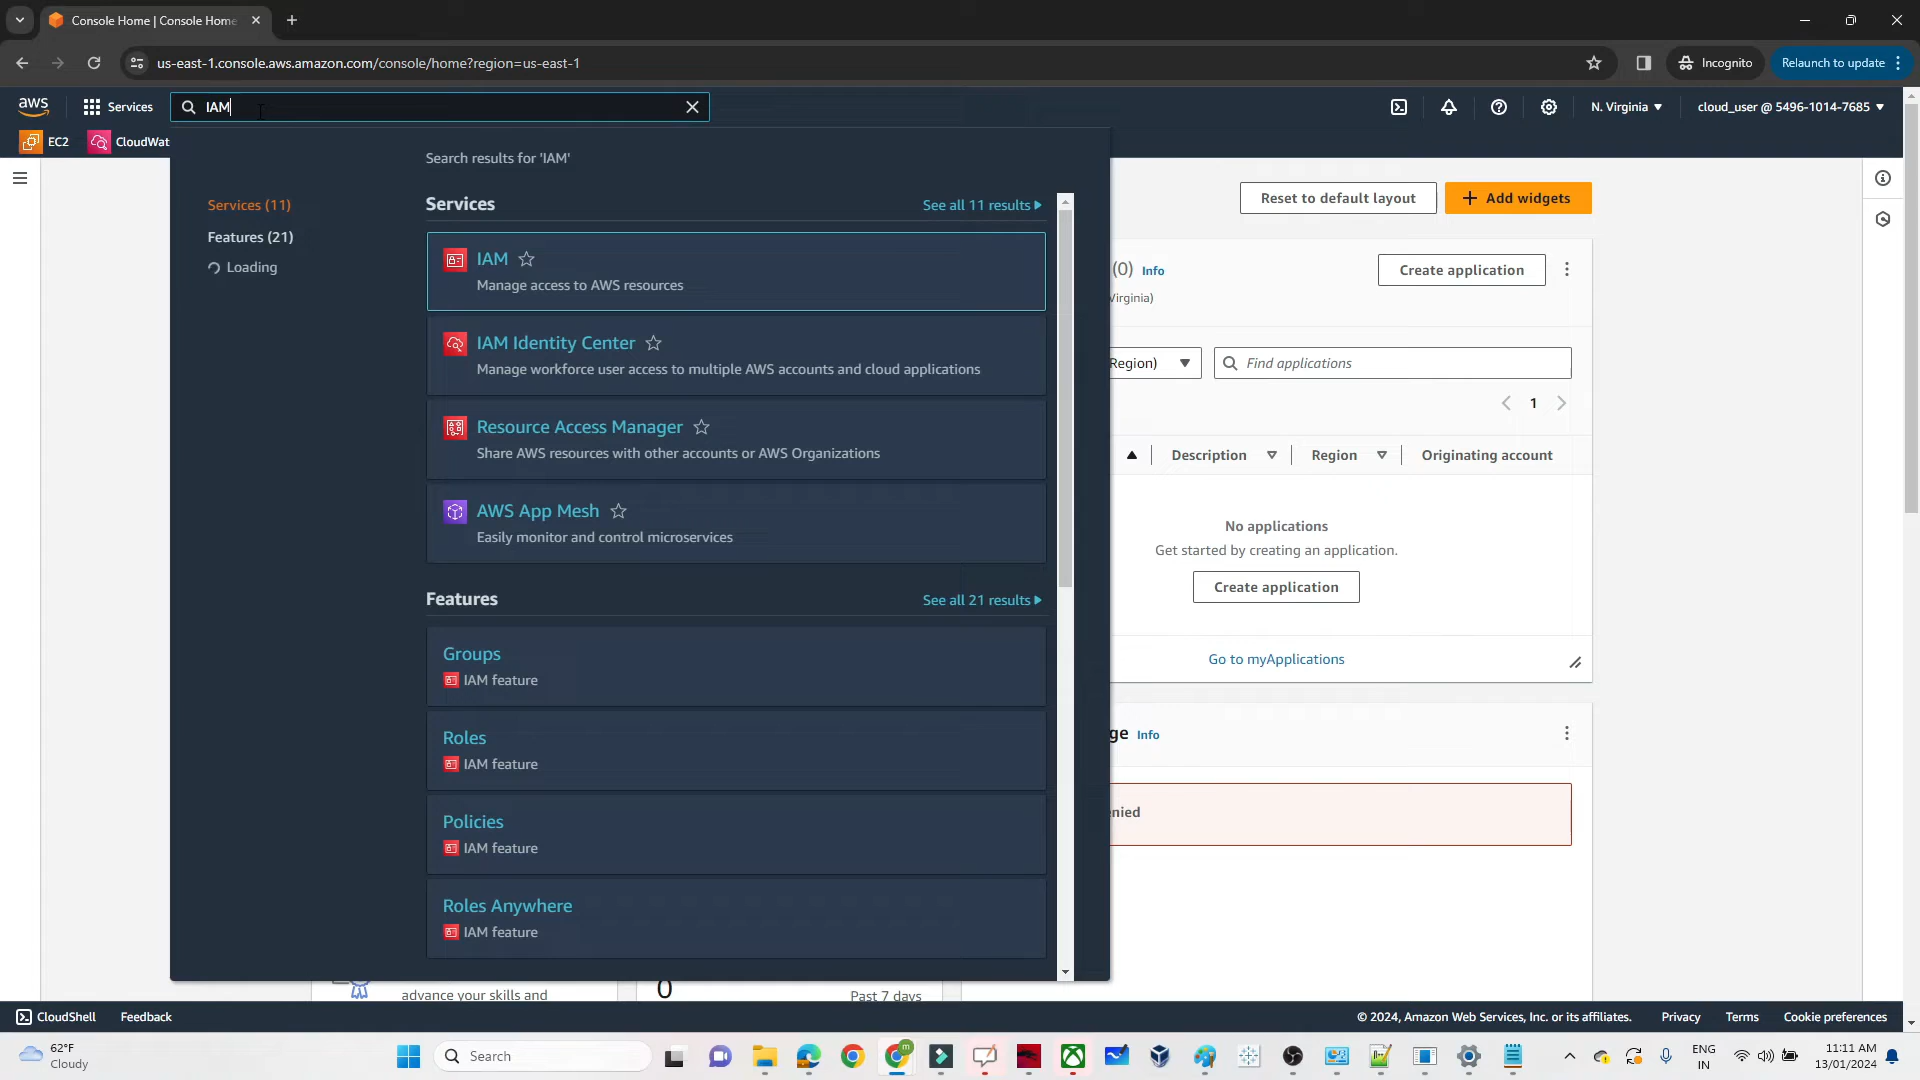 Console Home | Console Home
us-east-1.console.aws.amazon.com/console/home?region=us-east-1
Incognito
Relaunch to update
aws
Services
IAM
N. Virginia
cloud_user @ 5496-1014-7685
EC2
CloudWat
Search results for 'IAM'
Services (11)
Features (21)
Loading
Services
See all 11 results
IAM
Manage access to AWS resources
IAM Identity Center
Manage workforce user access to multiple AWS accounts and cloud applications
Resource Access Manager
Share AWS resources with other accounts or AWS Organizations
AWS App Mesh
Easily monitor and control microservices
Features
See all 21 results
Groups
IAM feature
Roles
IAM feature
Policies
IAM feature
Roles Anywhere
IAM feature
Reset to default layout
Add widgets
(0) Info
Virginia)
Create application
Region)
Find applications
1
Description
Region
Originating account
No applications
Get started by creating an application.
Create application
Go to myApplications
ge Info
enied
advance your skills and
0
Past 7 days
CloudShell
Feedback
© 2024, Amazon Web Services, Inc. or its affiliates.
Privacy
Terms
Cookie preferences
62°F
Cloudy
Search
ENG
IN
11:11 AM
13/01/2024